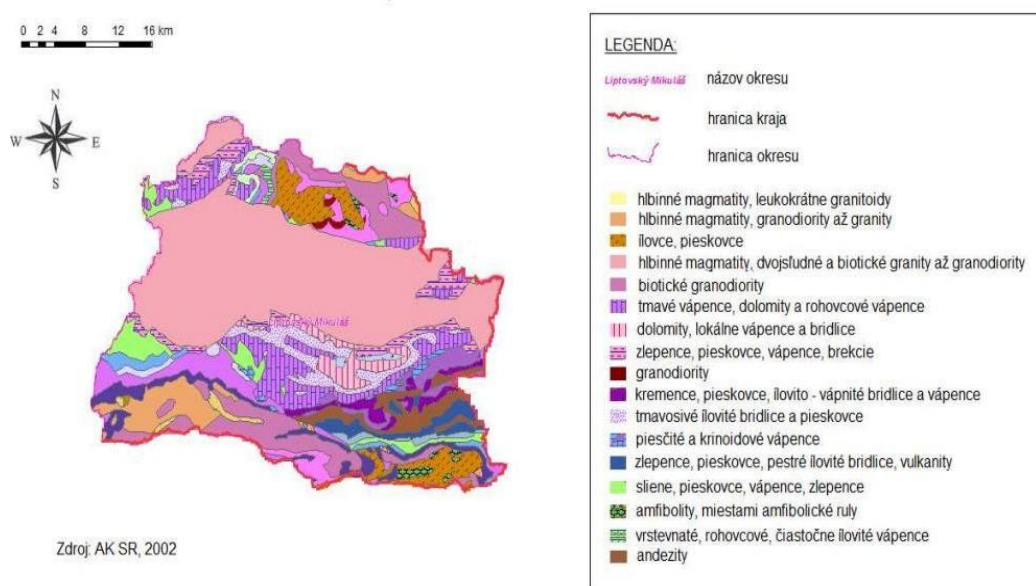 0 2 4 8 12 16 km
N
W E
S
Liptovský Mikuláš
Zdroj: AK SR, 2002
LEGENDA:
Liptovský Mikuláš názov okresu
hranica kraja
hranica okresu
hlbinné magmatity, leukokrátne granitoidy
hlbinné magmatity, granodiority až granity
ílovce, pieskovce
hlbinné magmatity, dvojsľudné a biotické granity až granodiority
biotické granodiority
tmavé vápence, dolomity a rohovcové vápence
dolomity, lokálne vápence a bridlice
zlepence, pieskovce, vápence, brekcie
granodiority
kremence, pieskovce, ílovito - vápnité bridlice a vápence
tmavosivé ílovité bridlice a pieskovce
piesčité a krinoidové vápence
zlepence, pieskovce, pestré ílovité bridlice, vulkanity
sliene, pieskovce, vápence, zlepence
amfibolity, miestami amfibolické ruly
vrstevnaté, rohovcové, čiastočne ílovité vápence
andezity